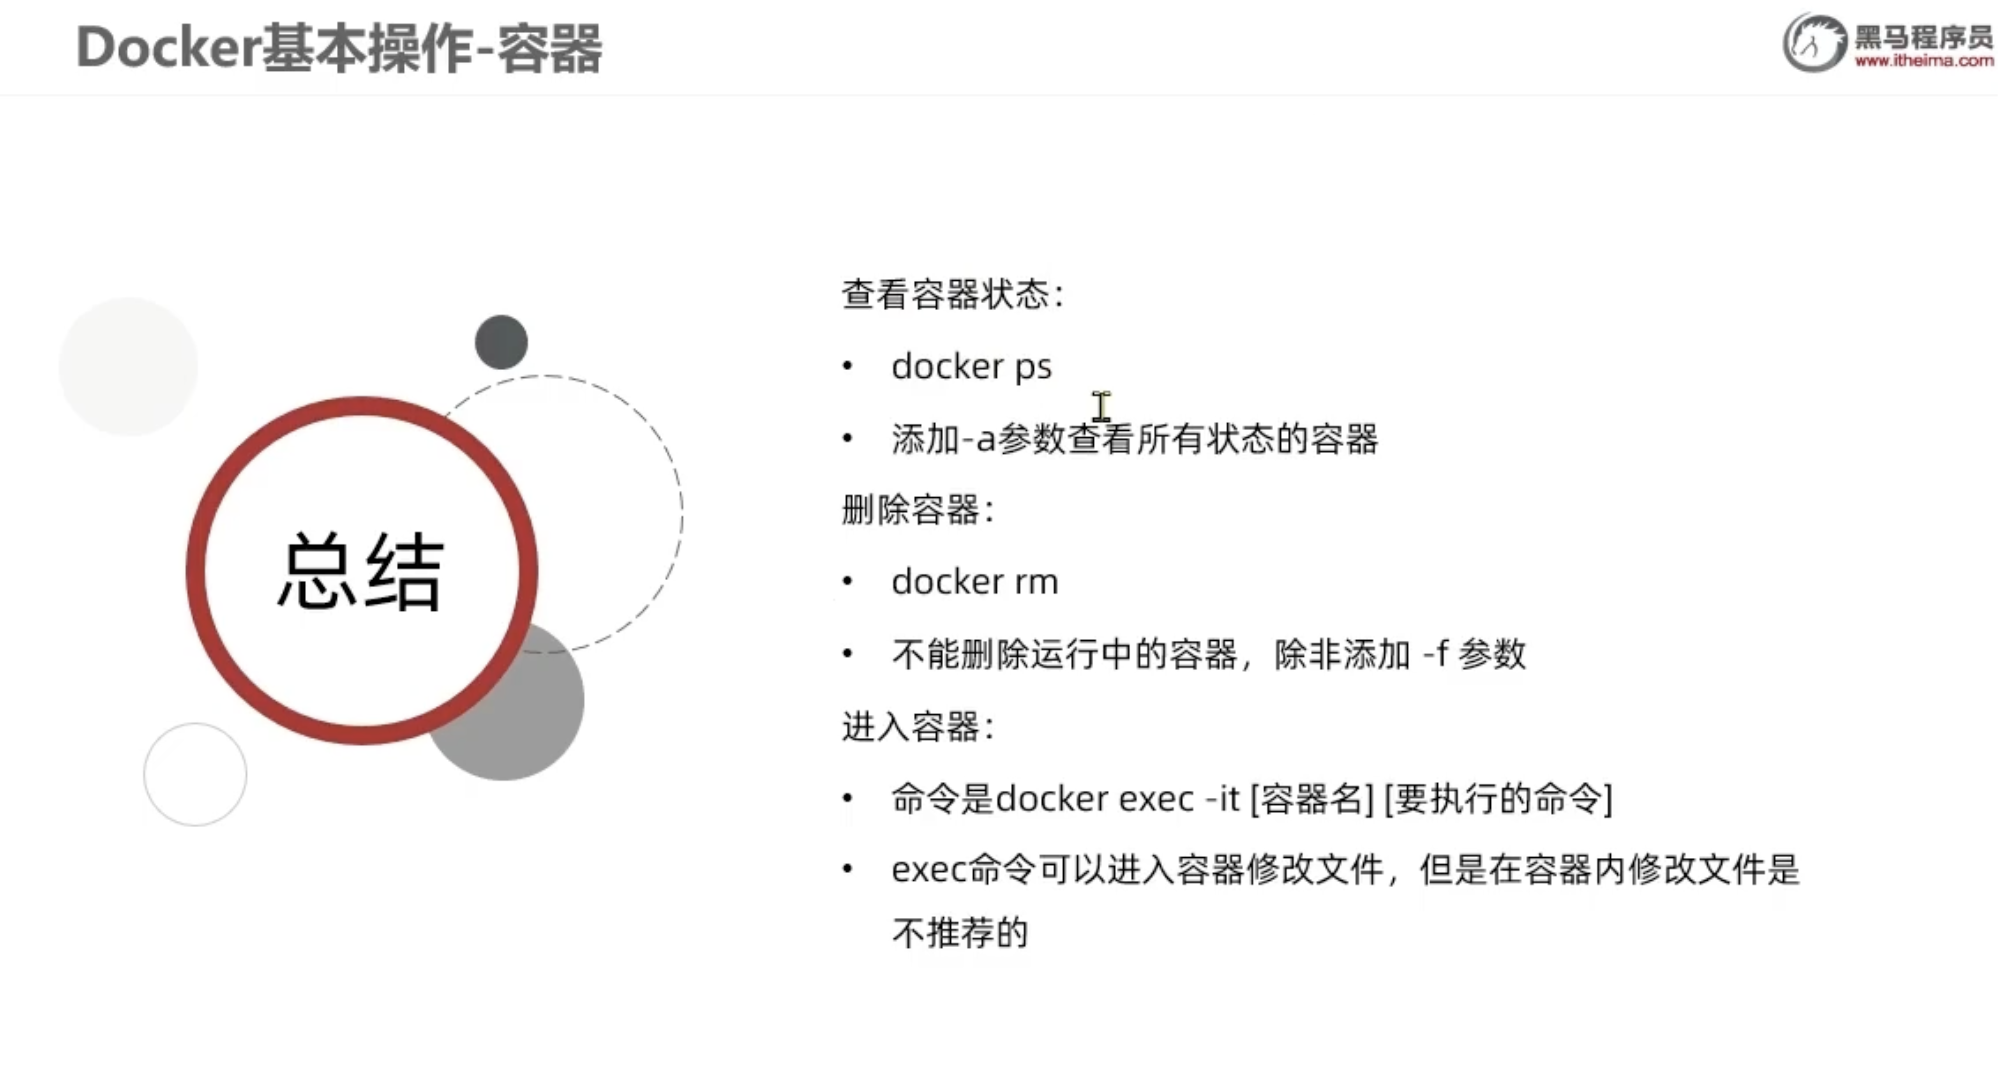 Docker基本操作-容器
黑马程序员
www.itheima.com
总结
查看容器状态：
• docker ps
• 添加-a参数查看所有状态的容器
删除容器：
• docker rm
• 不能删除运行中的容器，除非添加 -f 参数
进入容器：
• 命令是docker exec -it [容器名] [要执行的命令]
• exec命令可以进入容器修改文件，但是在容器内修改文件是
不推荐的